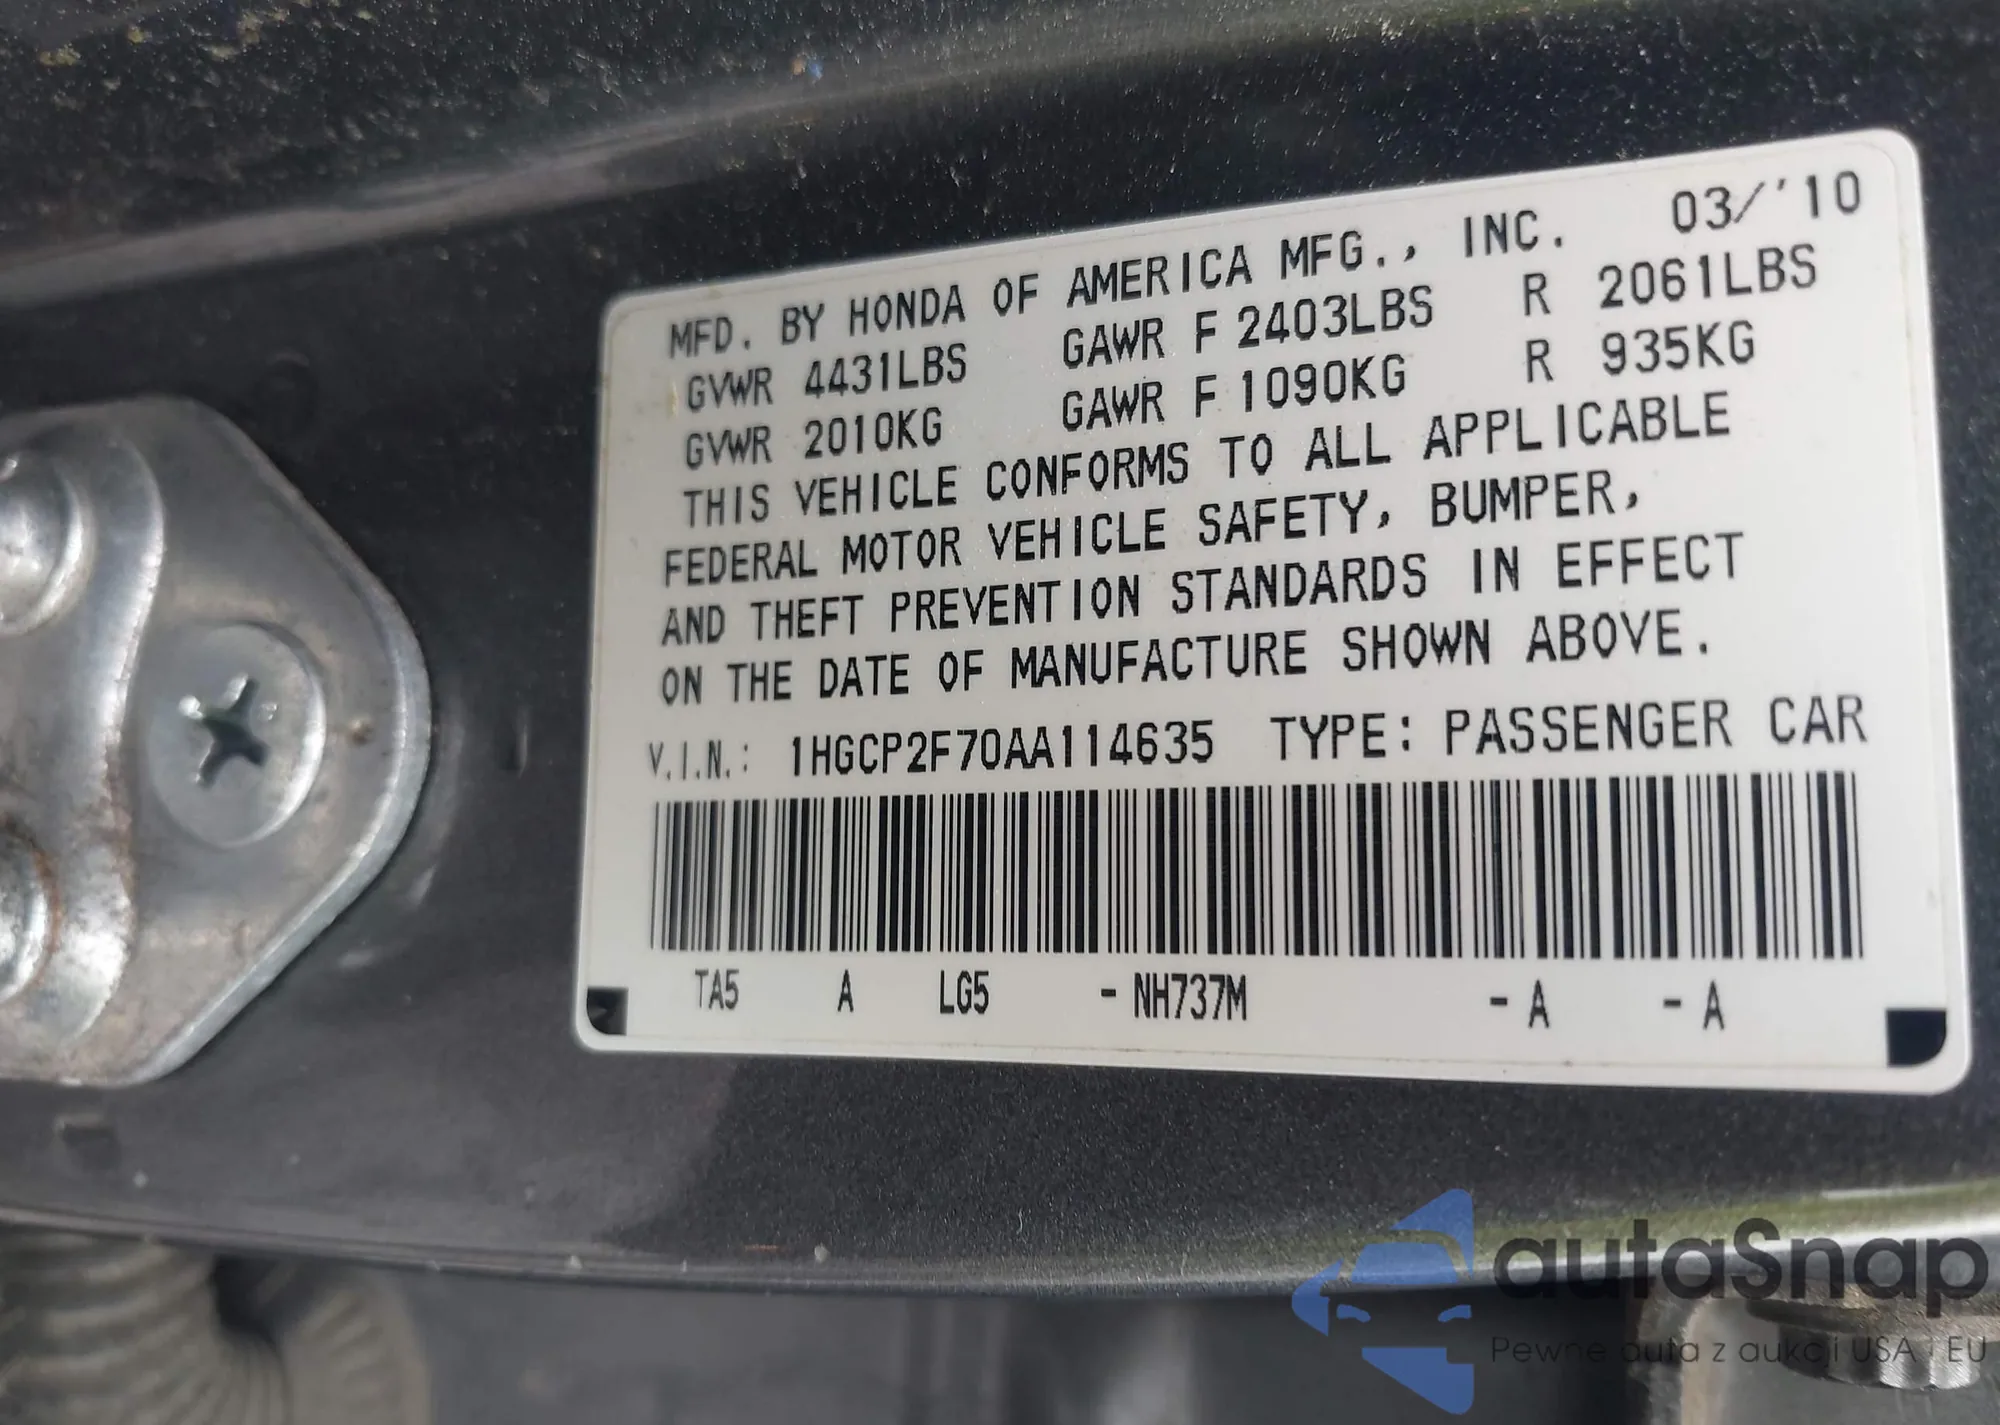 MFD. BY HONDA OF AMERICA MFG., INC. 03/'10
GVWR 4431LBS GAWR F 2403LBS R 2061LBS
GVWR 2010KG GAWR F 1090KG R 935KG
THIS VEHICLE CONFORMS TO ALL APPLICABLE
FEDERAL MOTOR VEHICLE SAFETY, BUMPER,
AND THEFT PREVENTION STANDARDS IN EFFECT
ON THE DATE OF MANUFACTURE SHOWN ABOVE.
V.I.N.: 1HGCP2F70AA114635 TYPE: PASSENGER CAR
TA5 A LG5 -NH737M -A -A
autaSnap
Pewne auta z aukcji USA i EU